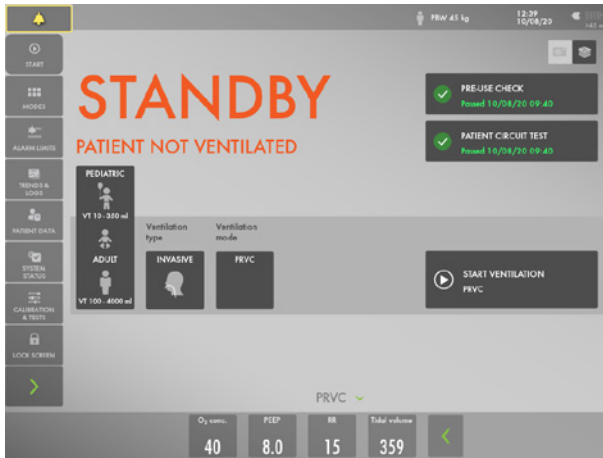 PBW 45 kg
12:39
10/08/20
START
MODES
ALARM LIMITS
TRENDS &
LOGS
PATIENT DATA
SYSTEM
STATUS
CALIBRATION
& TESTS
LOCK SCREEN
STANDBY
PATIENT NOT VENTILATED
PRE-USE CHECK
Passed 10/08/20 09:40
PATIENT CIRCUIT TEST
Passed 10/08/20 09:40
PEDIATRIC
VT 10 - 350 ml
ADULT
VT 100 - 4000 ml
Ventilation
type
INVASIVE
Ventilation
mode
PRVC
START VENTILATION
PRVC
PRVC
O₂ conc.
40
PEEP
8.0
RR
15
Tidal volume
359